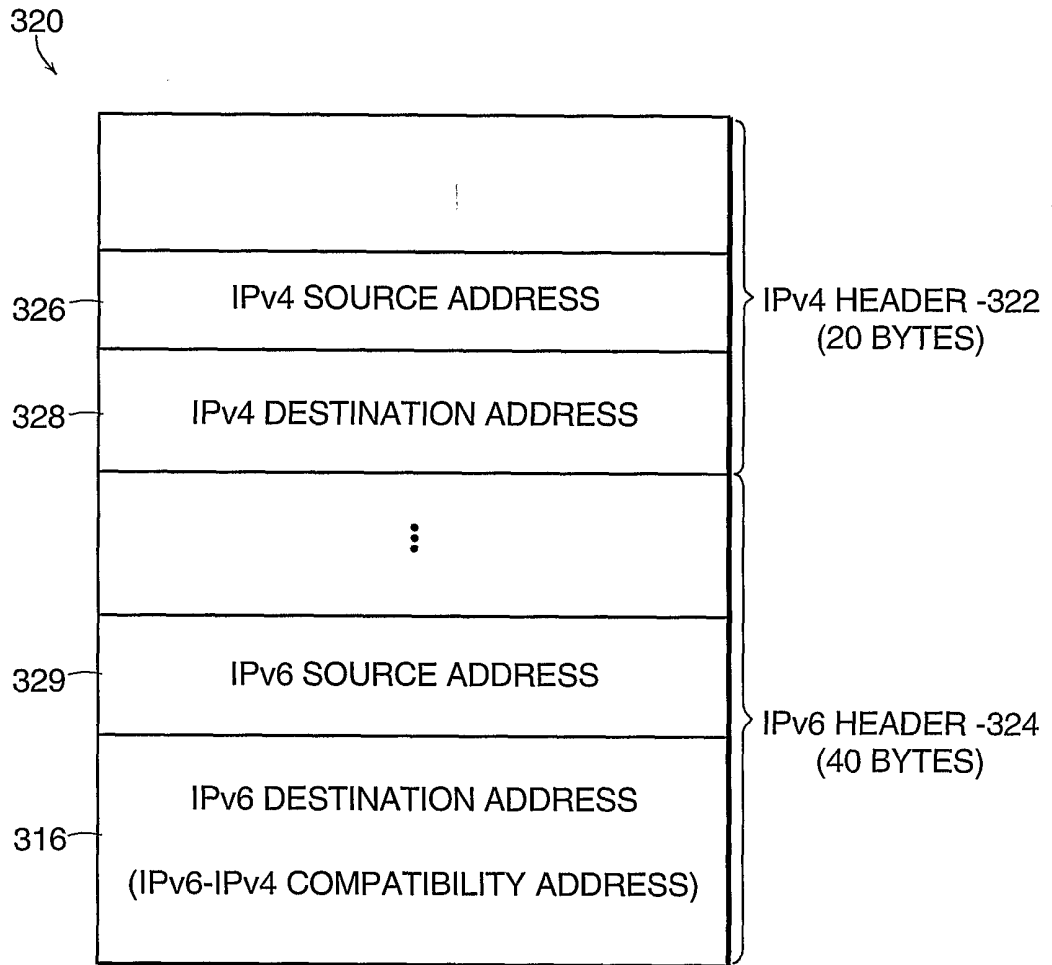 320
326
IPv4 SOURCE ADDRESS
IPv4 HEADER -322
(20 BYTES)
328
IPv4 DESTINATION ADDRESS
329
IPv6 SOURCE ADDRESS
IPv6 HEADER -324
(40 BYTES)
316
IPv6 DESTINATION ADDRESS
(IPv6-IPv4 COMPATIBILITY ADDRESS)